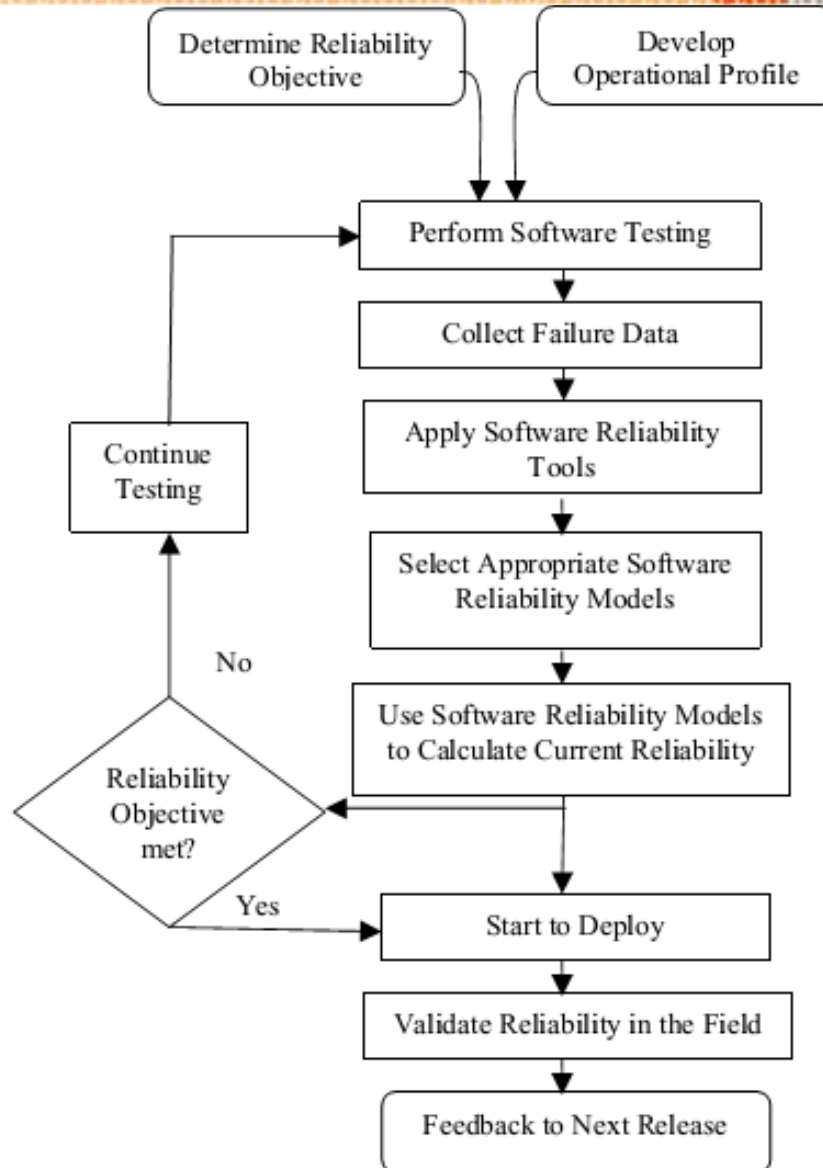 Determine Reliability
Objective
Develop
Operational Profile
Perform Software Testing
Collect Failure Data
Apply Software Reliability
Tools
Select Appropriate Software
Reliability Models
Use Software Reliability Models
to Calculate Current Reliability
Continue
Testing
No
Reliability
Objective
met?
Yes
Start to Deploy
Validate Reliability in the Field
Feedback to Next Release